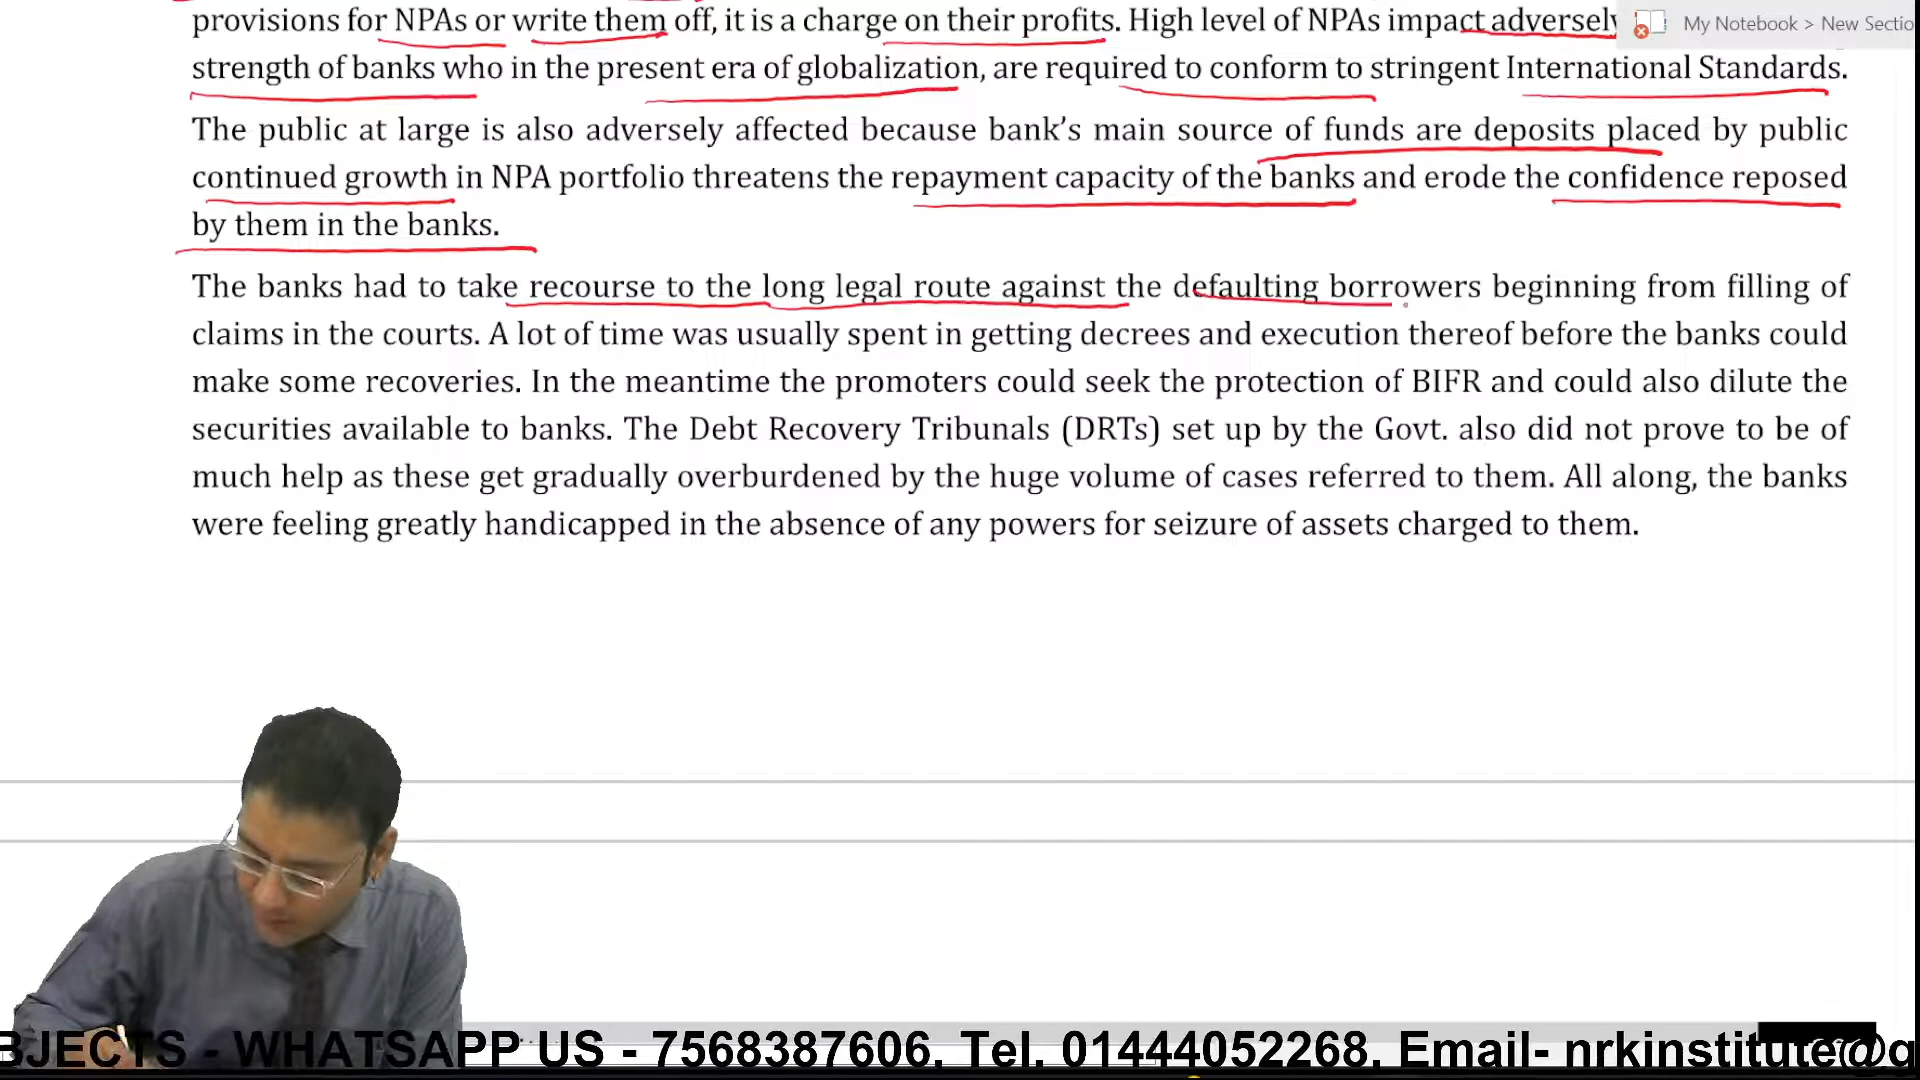 provisions for NPAs or write them off, it is a charge on their profits. High level of NPAs impact adversely
My Notebook > New Sectio
strength of banks who in the present era of globalization, are required to conform to stringent International Standards.
The public at large is also adversely affected because bank’s main source of funds are deposits placed by public
continued growth in NPA portfolio threatens the repayment capacity of the banks and erode the confidence reposed
by them in the banks.
The banks had to take recourse to the long legal route against the defaulting borrowers beginning from filling of
claims in the courts. A lot of time was usually spent in getting decrees and execution thereof before the banks could
make some recoveries. In the meantime the promoters could seek the protection of BIFR and could also dilute the
securities available to banks. The Debt Recovery Tribunals (DRTs) set up by the Govt. also did not prove to be of
much help as these get gradually overburdened by the huge volume of cases referred to them. All along, the banks
were feeling greatly handicapped in the absence of any powers for seizure of assets charged to them.
BJECTS - WHATSAPP US - 7568387606. Tel. 01444052268. Email- nrkinstitute@g